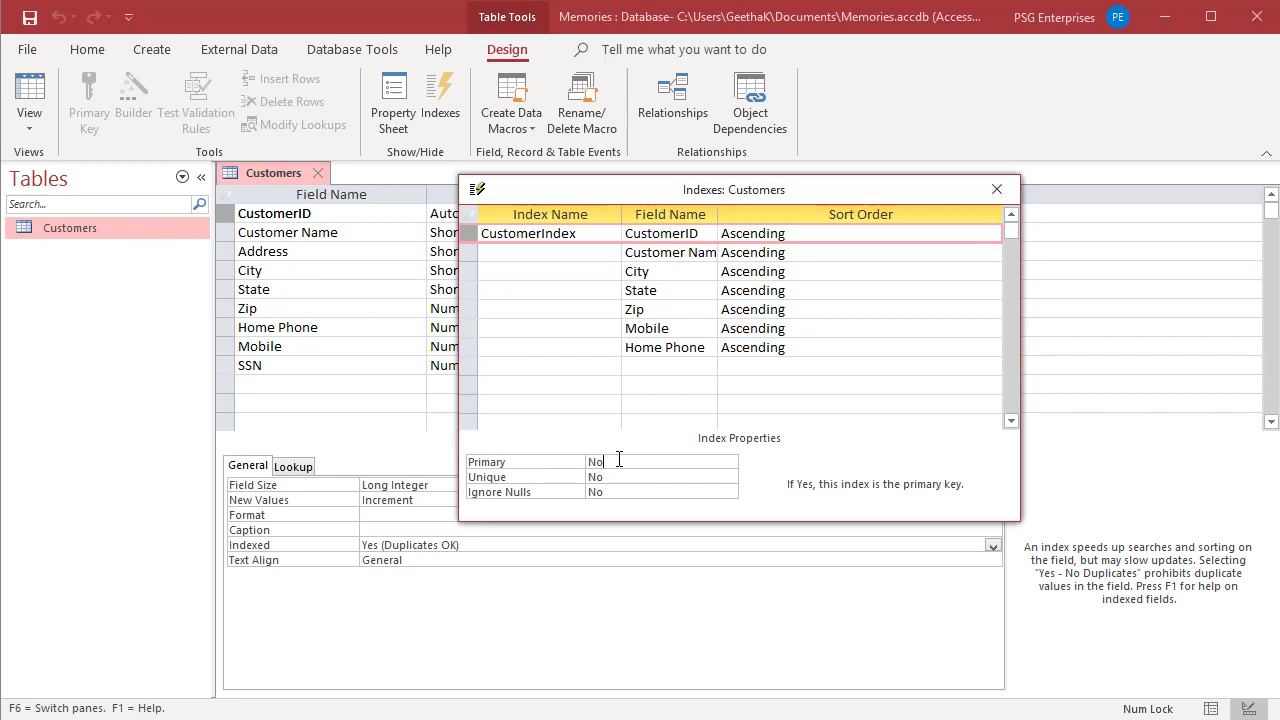 Table Tools
Memories : Database- C:\Users\GeethaK\Documents\Memories.accdb (Access...
PSG Enterprises
PE
File
Home
Create
External Data
Database Tools
Help
Design
Tell me what you want to do
View
Primary
Key
Builder
Test Validation
Rules
Insert Rows
Delete Rows
Modify Lookups
Property
Sheet
Indexes
Create Data
Macros
Rename/
Delete Macro
Relationships
Object
Dependencies
Views
Tools
Show/Hide
Field, Record & Table Events
Relationships
Tables
Search...
Customers
Customers
Field Name
CustomerID
Auto
Customer Name
Shor
Address
Shor
City
Shor
State
Shor
Zip
Num
Home Phone
Num
Mobile
Num
SSN
Num
Indexes: Customers
Index Name
Field Name
Sort Order
CustomerIndex
CustomerID
Ascending
Customer Nam
Ascending
City
Ascending
State
Ascending
Zip
Ascending
Mobile
Ascending
Home Phone
Ascending
Index Properties
Primary
No
Unique
No
Ignore Nulls
No
If Yes, this index is the primary key.
General
Lookup
Field Size
Long Integer
New Values
Increment
Format
Caption
Indexed
Yes (Duplicates OK)
Text Align
General
An index speeds up searches and sorting on
the field, but may slow updates. Selecting
"Yes - No Duplicates" prohibits duplicate
values in the field. Press F1 for help on
indexed fields.
F6 = Switch panes.  F1 = Help.
Num Lock